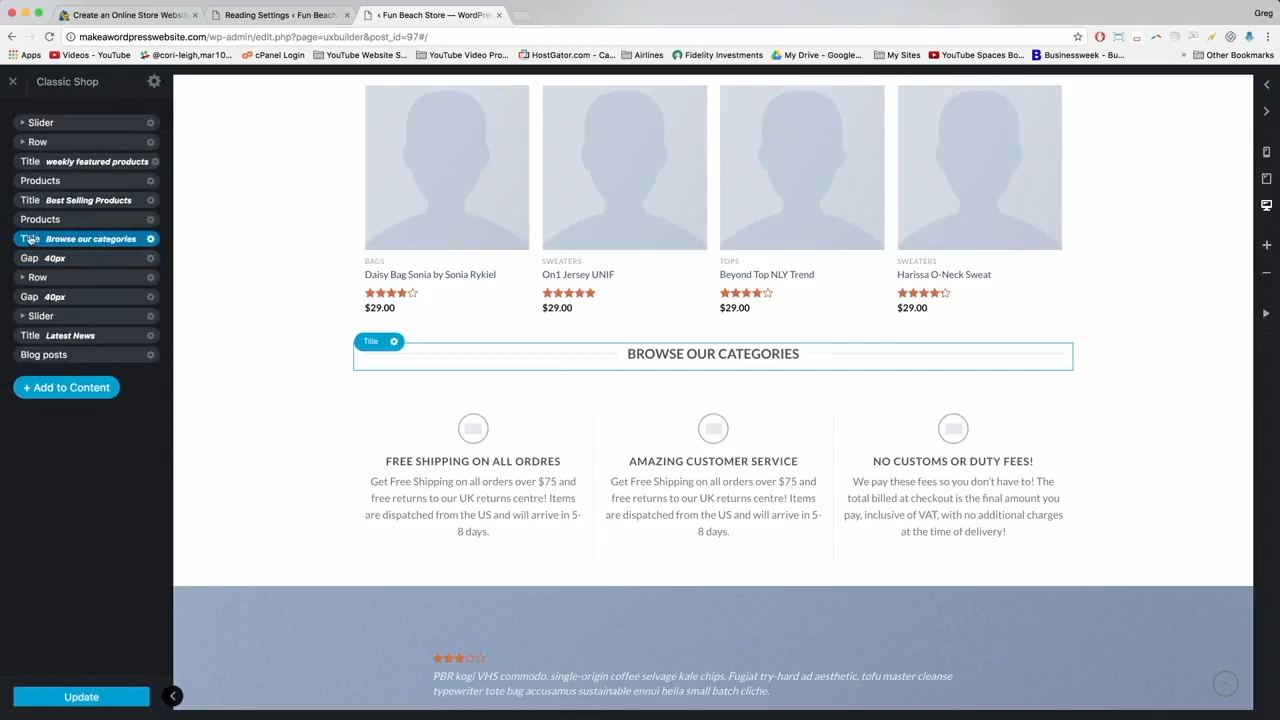 Create an Online Store Websit
Reading Settings ‹ Fun Beach
‹ Fun Beach Store — WordPre
Greg
makeawordpresswebsite.com/wp-admin/edit.php?page=uxbuilder&post_id=97#/
Apps
Videos - YouTube
@cori-leigh,mar10...
cPanel Login
YouTube Website S...
YouTube Video Pro...
HostGator.com - Ca...
Airlines
Fidelity Investments
My Drive - Google...
My Sites
YouTube Spaces Bo...
Businessweek - Bu...
»
Other Bookmarks
Classic Shop
Slider
Row
Title weekly featured products
Products
Title Best Selling Products
Products
Title Browse our categories
Gap 40px
Row
Gap 40px
Slider
Title Latest News
Blog posts
+ Add to Content
Update
BAGS
Daisy Bag Sonia by Sonia Rykiel
$29.00
SWEATERS
On1 Jersey UNIF
$29.00
TOPS
Beyond Top NLY Trend
$29.00
SWEATERS
Harissa O-Neck Sweat
$29.00
Title
BROWSE OUR CATEGORIES
FREE SHIPPING ON ALL ORDRES
Get Free Shipping on all orders over $75 and
free returns to our UK returns centre! Items
are dispatched from the US and will arrive in 5-
8 days.
AMAZING CUSTOMER SERVICE
Get Free Shipping on all orders over $75 and
free returns to our UK returns centre! Items
are dispatched from the US and will arrive in 5-
8 days.
NO CUSTOMS OR DUTY FEES!
We pay these fees so you don't have to! The
total billed at checkout is the final amount you
pay, inclusive of VAT, with no additional charges
at the time of delivery!
PBR kogi VHS commodo, single-origin coffee selvage kale chips. Fugiat try-hard ad aesthetic, tofu master cleanse
typewriter tote bag accusamus sustainable ennui hella small batch cliche.